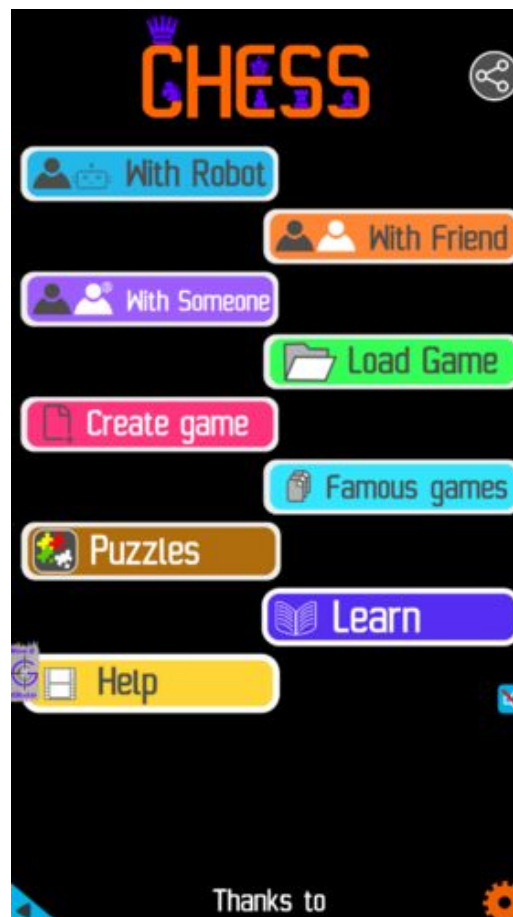 CHESS
With Robot
With Friend
With Someone
Load Game
Create game
Famous games
Puzzles
Learn
Help
Thanks to